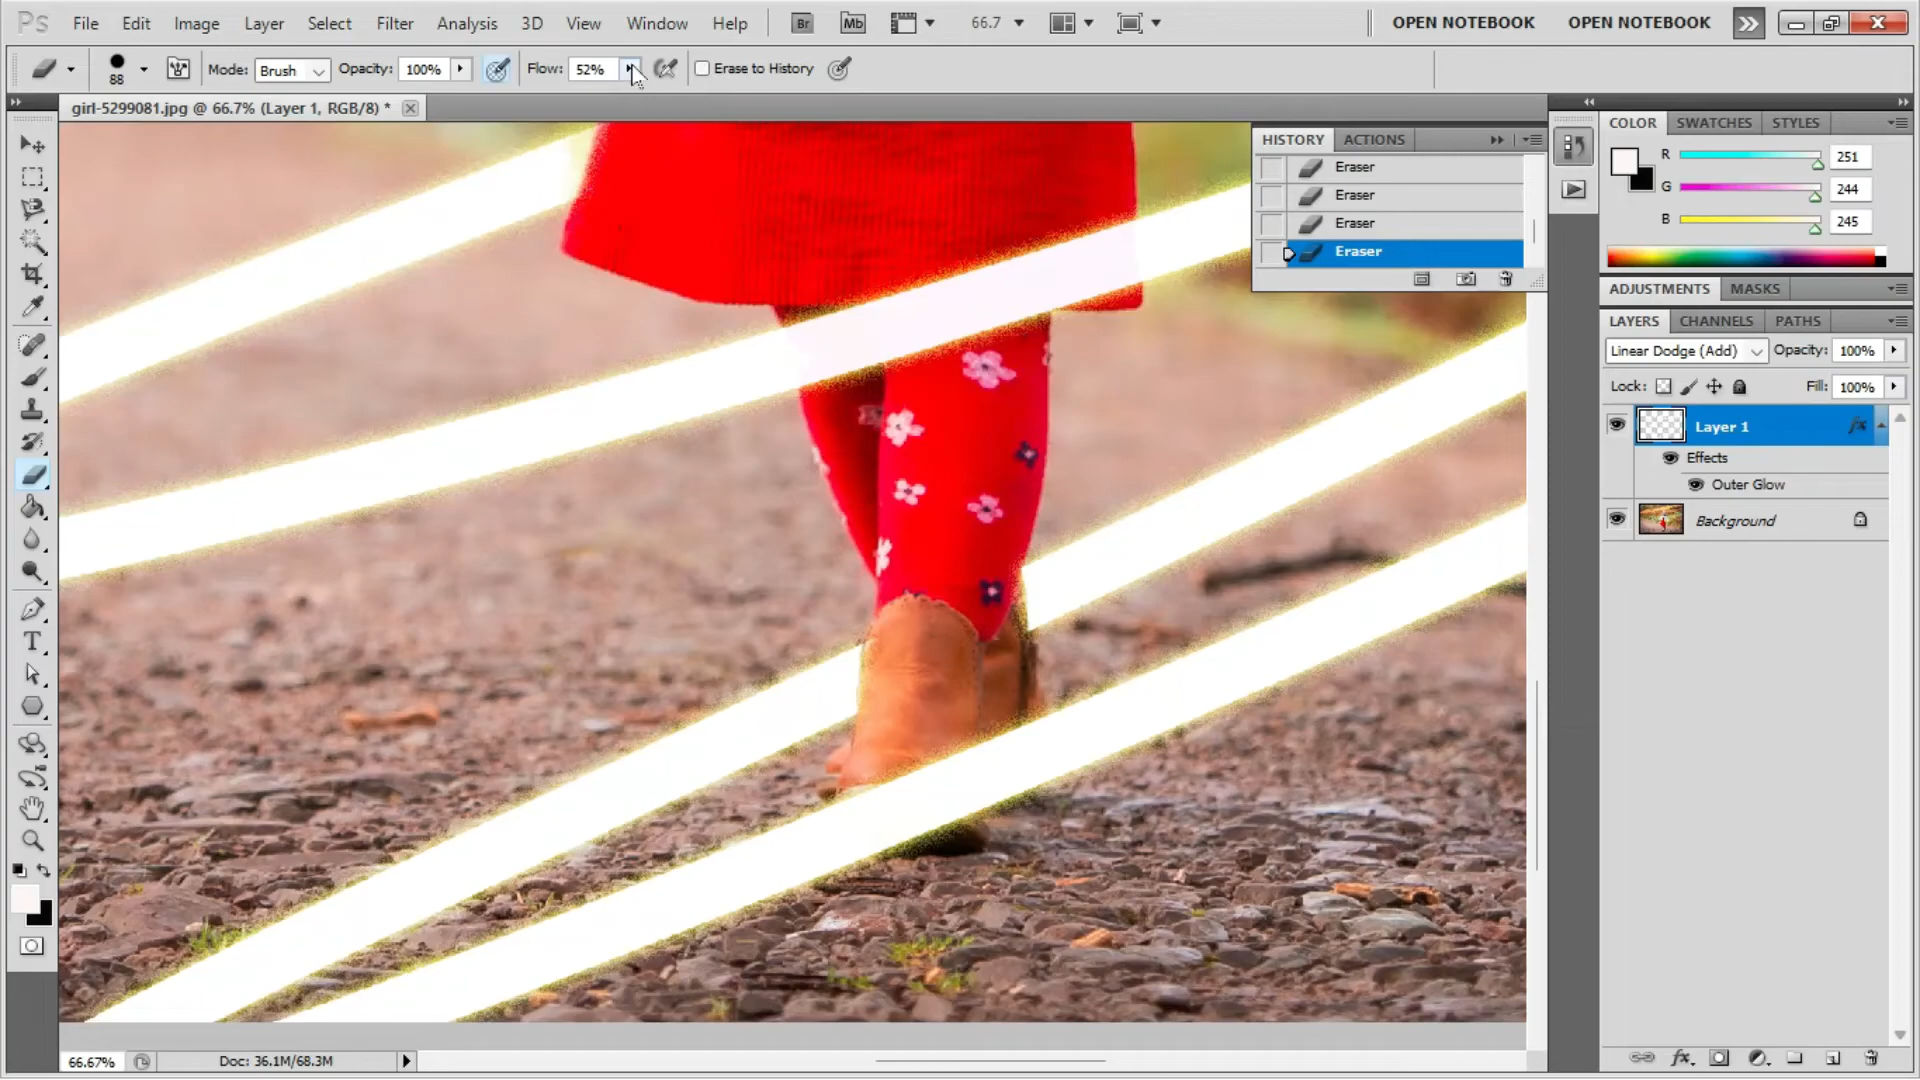 Ps File Edit Image Layer Select Filter Analysis 3D View Window Help Br Mb 66.7 OPEN NOTEBOOK OPEN NOTEBOOK
88 Mode: Brush Opacity: 100% Flow: 52% Erase to History
girl-5299081.jpg @ 66.7% (Layer 1, RGB/8) *
HISTORY ACTIONS
Eraser
Eraser
Eraser
Eraser
COLOR SWATCHES STYLES
R 251
G 244
B 245
ADJUSTMENTS MASKS
LAYERS CHANNELS PATHS
Linear Dodge (Add) Opacity: 100%
Lock: Fill: 100%
Layer 1 fx
Effects
Outer Glow
Background
T
66.67% Doc: 36.1M/68.3M
fx